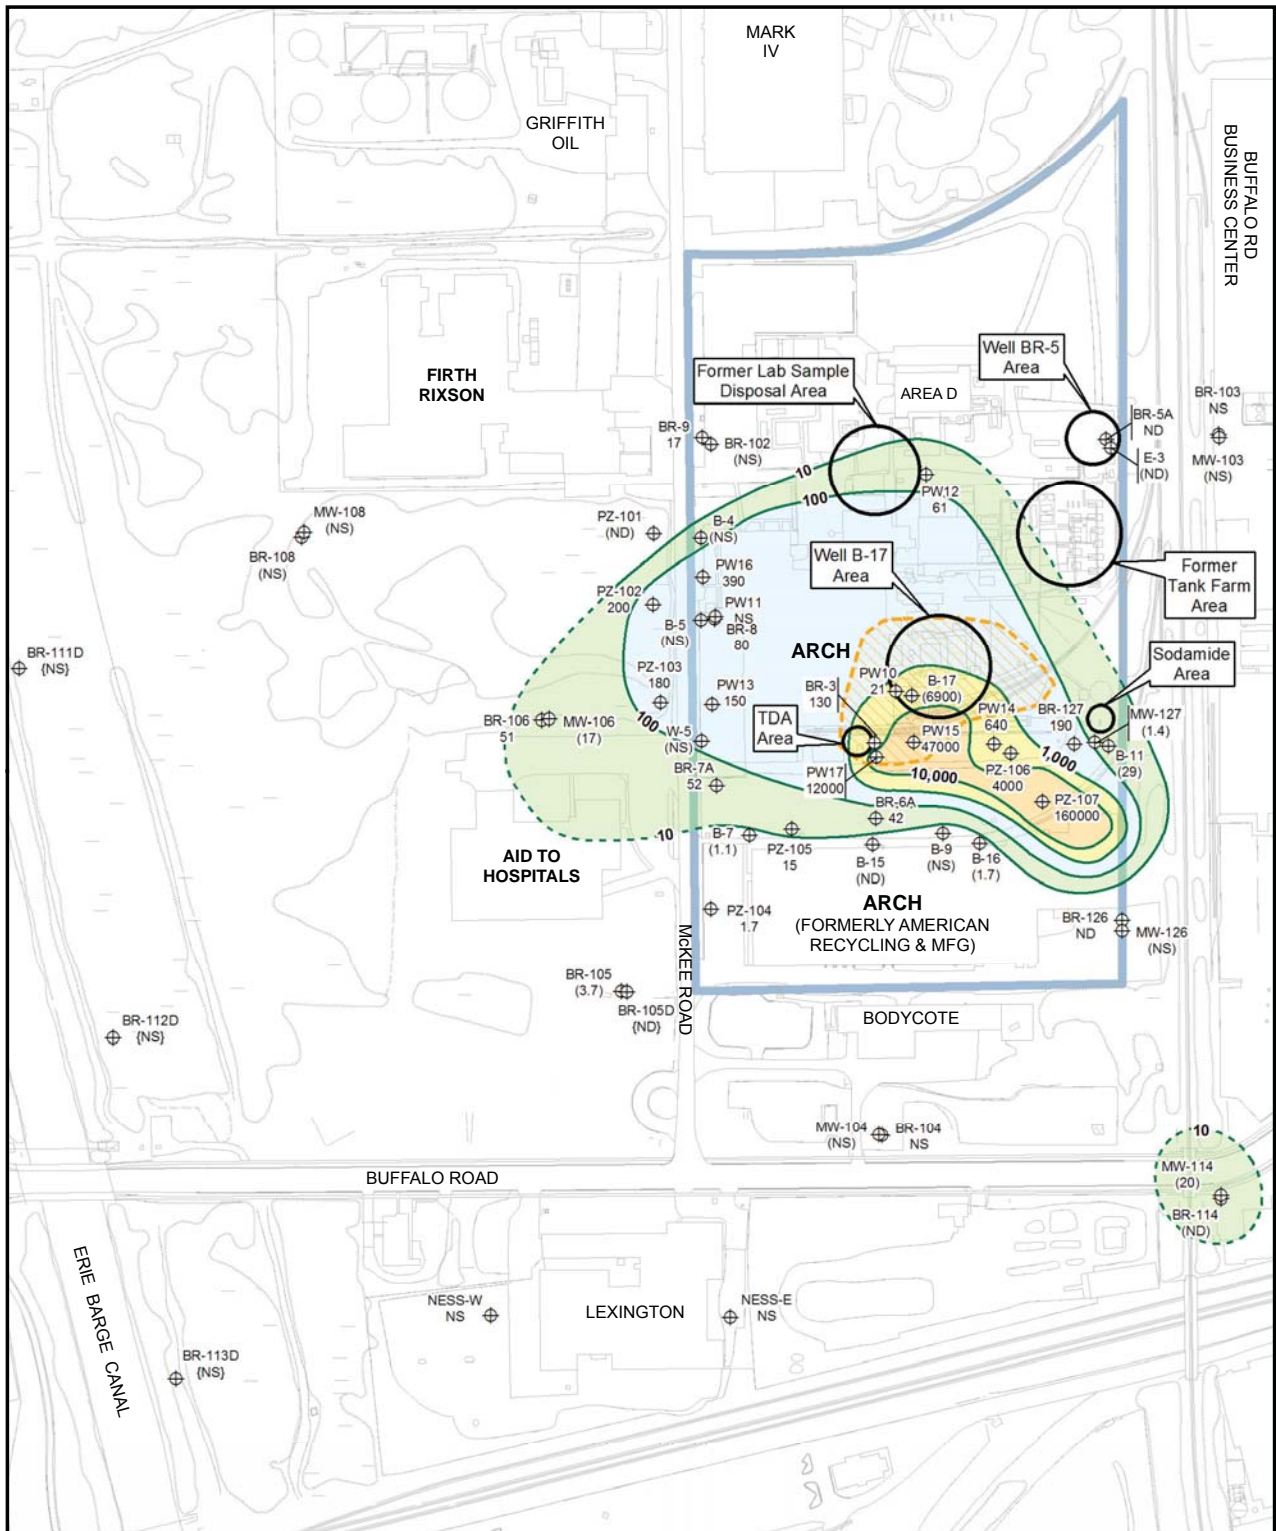 MARK
IV
GRIFFITH
OIL
BUFFALO RD
BUSINESS CENTER
Well BR-5
Area
Former Lab Sample
Disposal Area
AREA D
FIRTH
RIXSON
BR-103
NS
BR-5A
ND
BR-9
17
BR-102
(NS)
E-3
(ND)
MW-103
(NS)
10
100
PW12
61
MW-108
(NS)
BR-108
(NS)
PZ-101
(ND)
B-4
(NS)
Well B-17
Area
Former
Tank Farm
Area
PW16
390
PZ-102
200
PW11
NS
B-5
(NS)
BR-8
80
ARCH
Sodamide
Area
BR-111D
{NS}
PZ-103
180
PW10
21
B-17
(6900)
BR-3
130
PW13
150
BR-106
51
MW-106
(17)
100
TDA
Area
W-5
(NS)
PW14
640
BR-127
190
MW-127
(1.4)
PW15
47000
1,000
B-11
(29)
BR-7A
52
PW17
12000
10,000
PZ-106
4000
PZ-107
160000
BR-6A
42
10
B-7
(1.1)
PZ-105
15
B-15
(ND)
B-9
(NS)
B-16
(1.7)
AID TO
HOSPITALS
ARCH
(FORMERLY AMERICAN
RECYCLING & MFG)
PZ-104
1.7
BR-126
ND
MW-126
(NS)
McKEE ROAD
BR-105
(3.7)
BR-105D
{ND}
BODYCOTE
BR-112D
{NS}
MW-104
(NS)
BR-104
NS
10
MW-114
(20)
BR-114
(ND)
BUFFALO ROAD
ERIE BARGE CANAL
NESS-W
NS
LEXINGTON
NESS-E
NS
BR-113D
{NS}